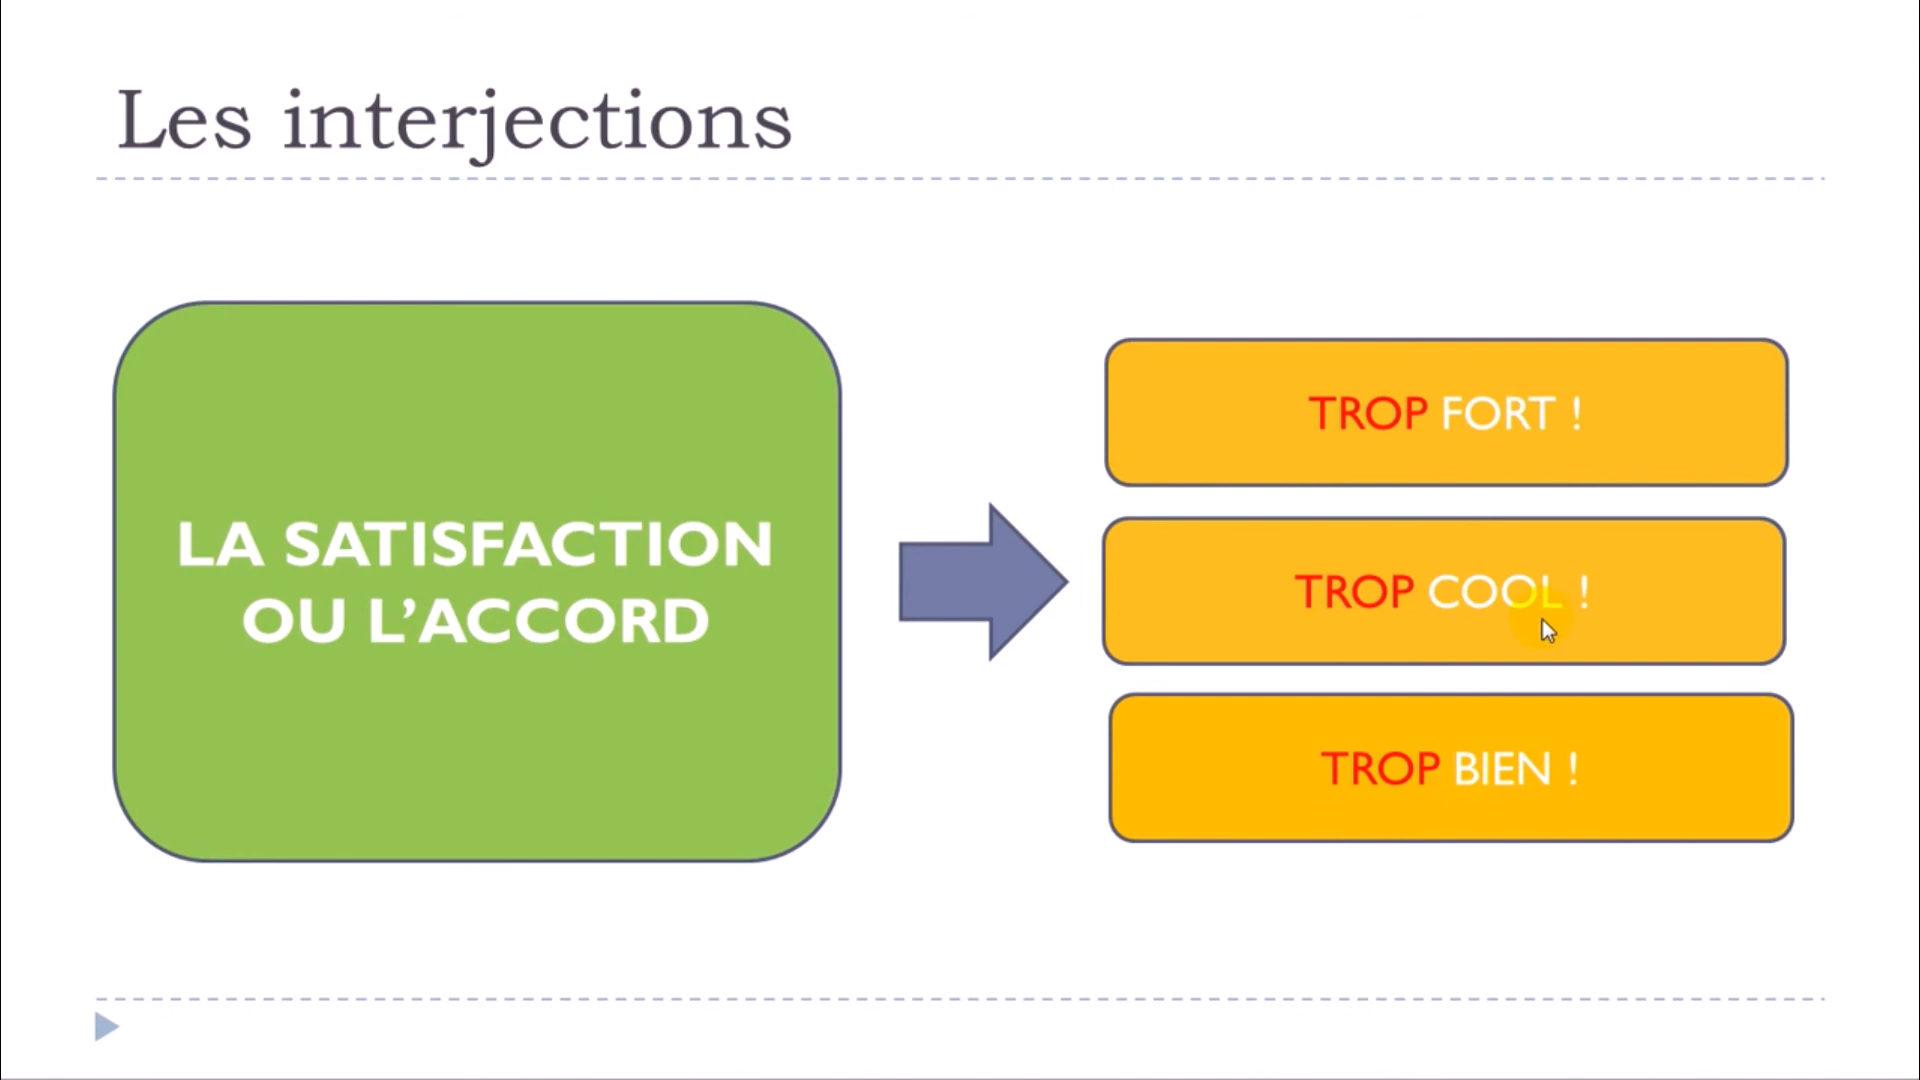 Les interjections
LA SATISFACTION
OU L’ACCORD
TROP FORT !
TROP COOL !
TROP BIEN !